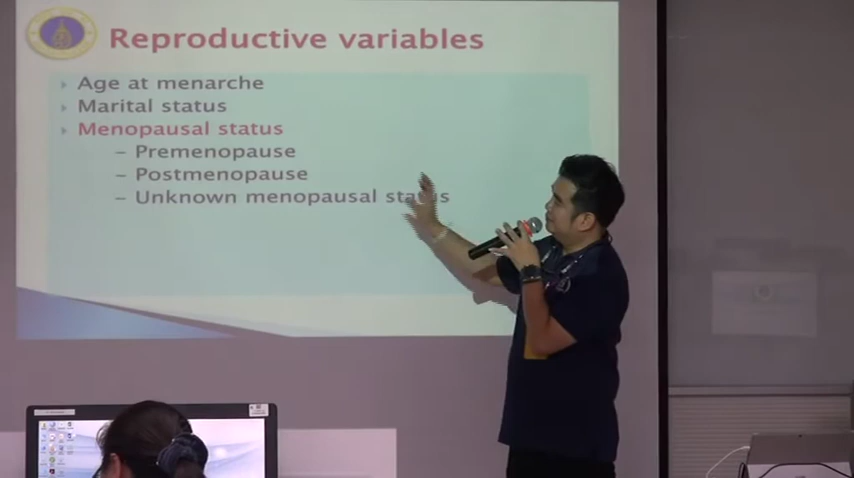 Reproductive variables
Age at menarche
Marital status
Menopausal status
– Premenopause
– Postmenopause
– Unknown menopausal status